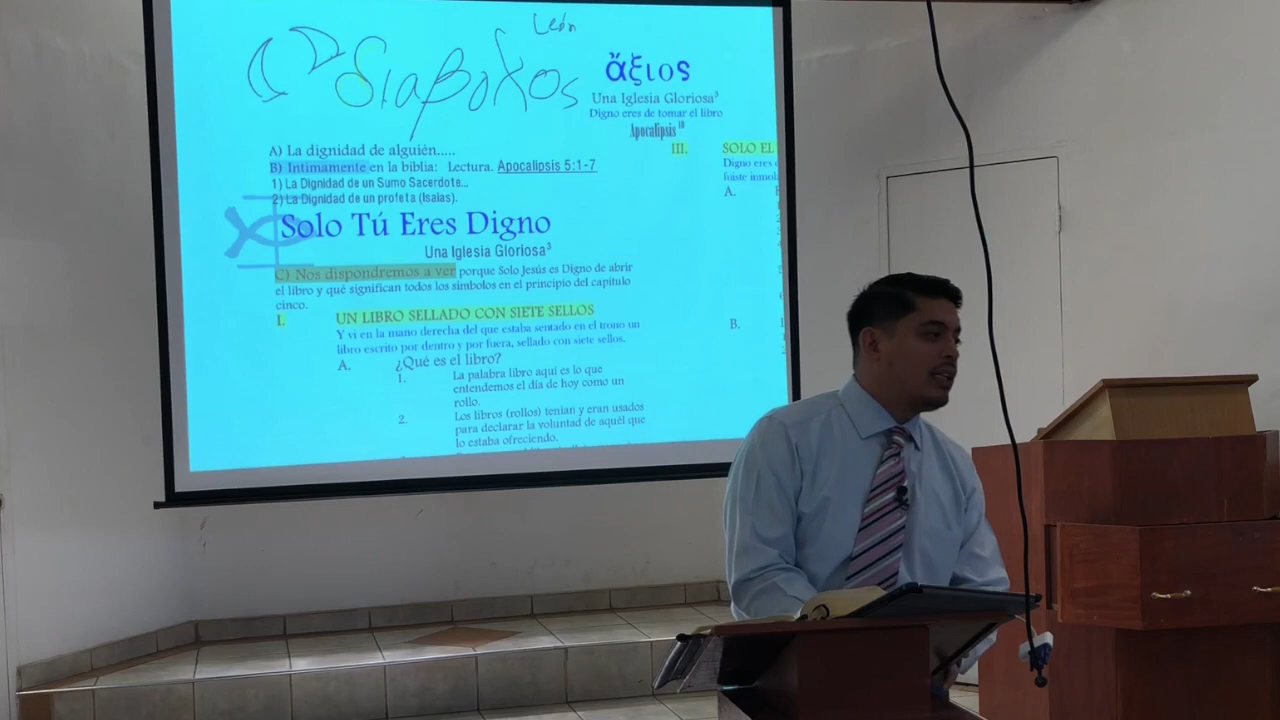 León
διαβολος
ἄξιος
Una Iglesia Gloriosa³
Digno eres de tomar el libro
Apocalipsis ¹⁰
A) La dignidad de alguién.....
B) Intimamente en la biblia: Lectura. Apocalipsis 5:1-7
1) La Dignidad de un Sumo Sacerdote...
2) La Dignidad de un profeta (Isaias).
Solo Tú Eres Digno
Una Iglesia Gloriosa³
C) Nos dispondremos a ver porque Solo Jesús es Digno de abrir
el libro y qué significan todos los símbolos en el principio del capítulo
cinco.
I. UN LIBRO SELLADO CON SIETE SELLOS
Y vi en la mano derecha del que estaba sentado en el trono un
libro escrito por dentro y por fuera, sellado con siete sellos.
A. ¿Qué es el libro?
1. La palabra libro aquí es lo que
entendemos el día de hoy como un
rollo.
2. Los libros (rollos) tenían y eran usados
para declarar la voluntad de aquél que
lo estaba ofreciendo.
III. SOLO EL
Digno eres
fuiste inmol
A.
B.